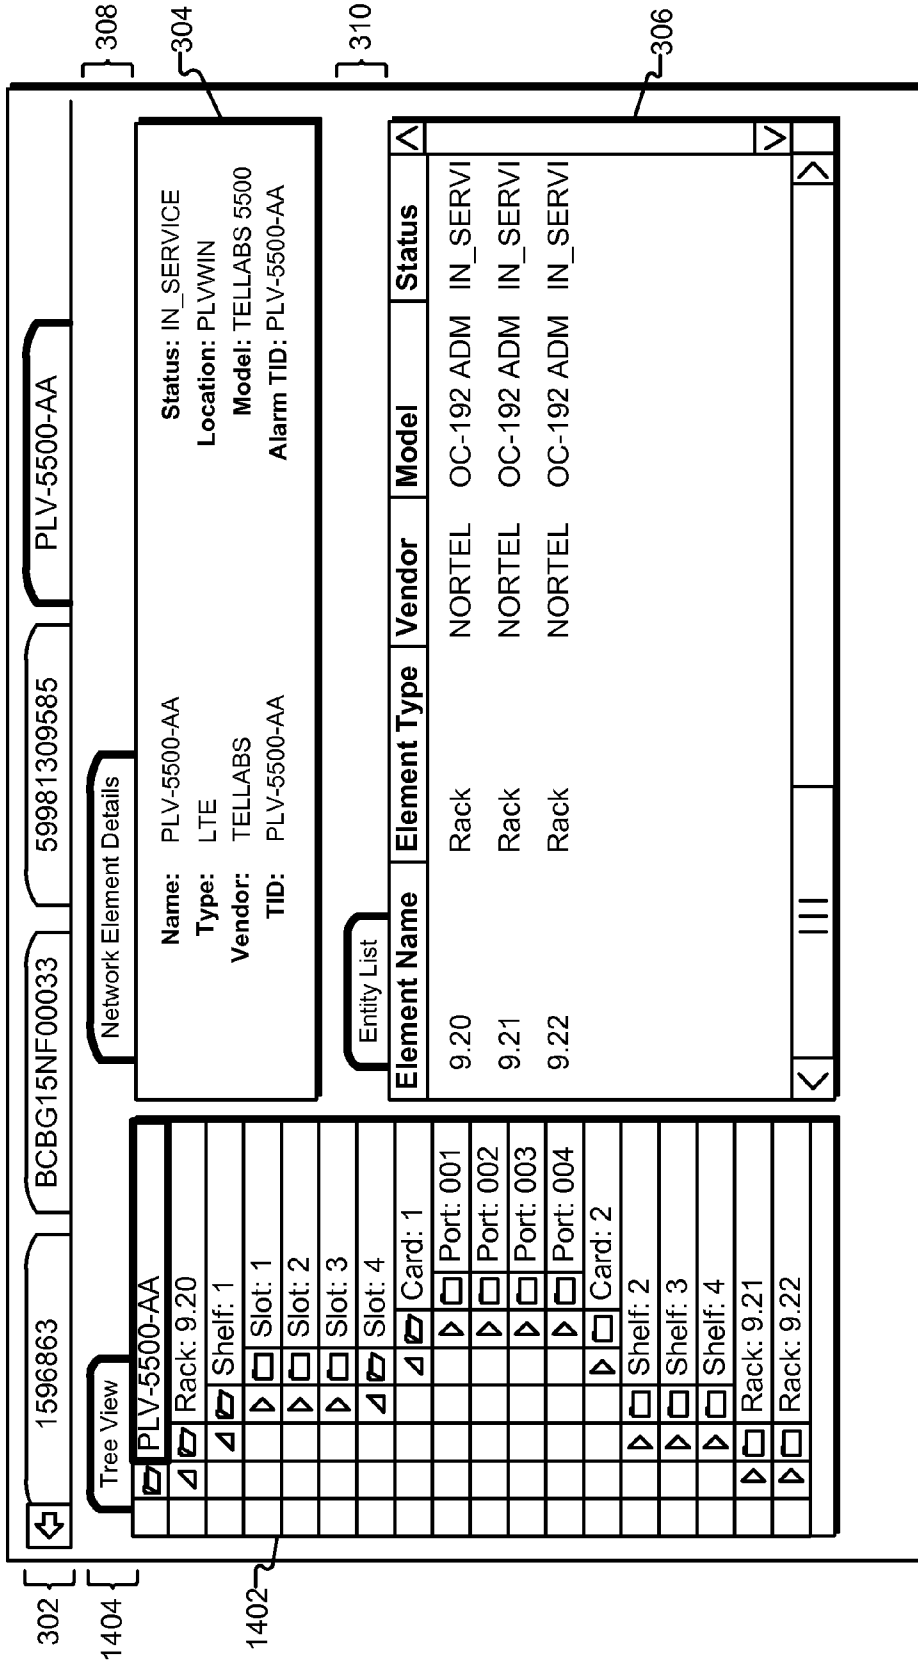 302
1596863
BCBG15NF00033
59981309585
PLV-5500-AA
1404
Tree View
1402
PLV-5500-AA
Rack: 9.20
Shelf: 1
Slot: 1
Slot: 2
Slot: 3
Slot: 4
Card: 1
Port: 001
Port: 002
Port: 003
Port: 004
Card: 2
Shelf: 2
Shelf: 3
Shelf: 4
Rack: 9.21
Rack: 9.22
Network Element Details
308
304
Name: PLV-5500-AA Status: IN_SERVICE
Type: LTE Location: PLVWIN
Vendor: TELLABS Model: TELLABS 5500
TID: PLV-5500-AA Alarm TID: PLV-5500-AA
Entity List
310
306
Element Name Element Type Vendor Model Status
9.20 Rack NORTEL OC-192 ADM IN_SERVI
9.21 Rack NORTEL OC-192 ADM IN_SERVI
9.22 Rack NORTEL OC-192 ADM IN_SERVI